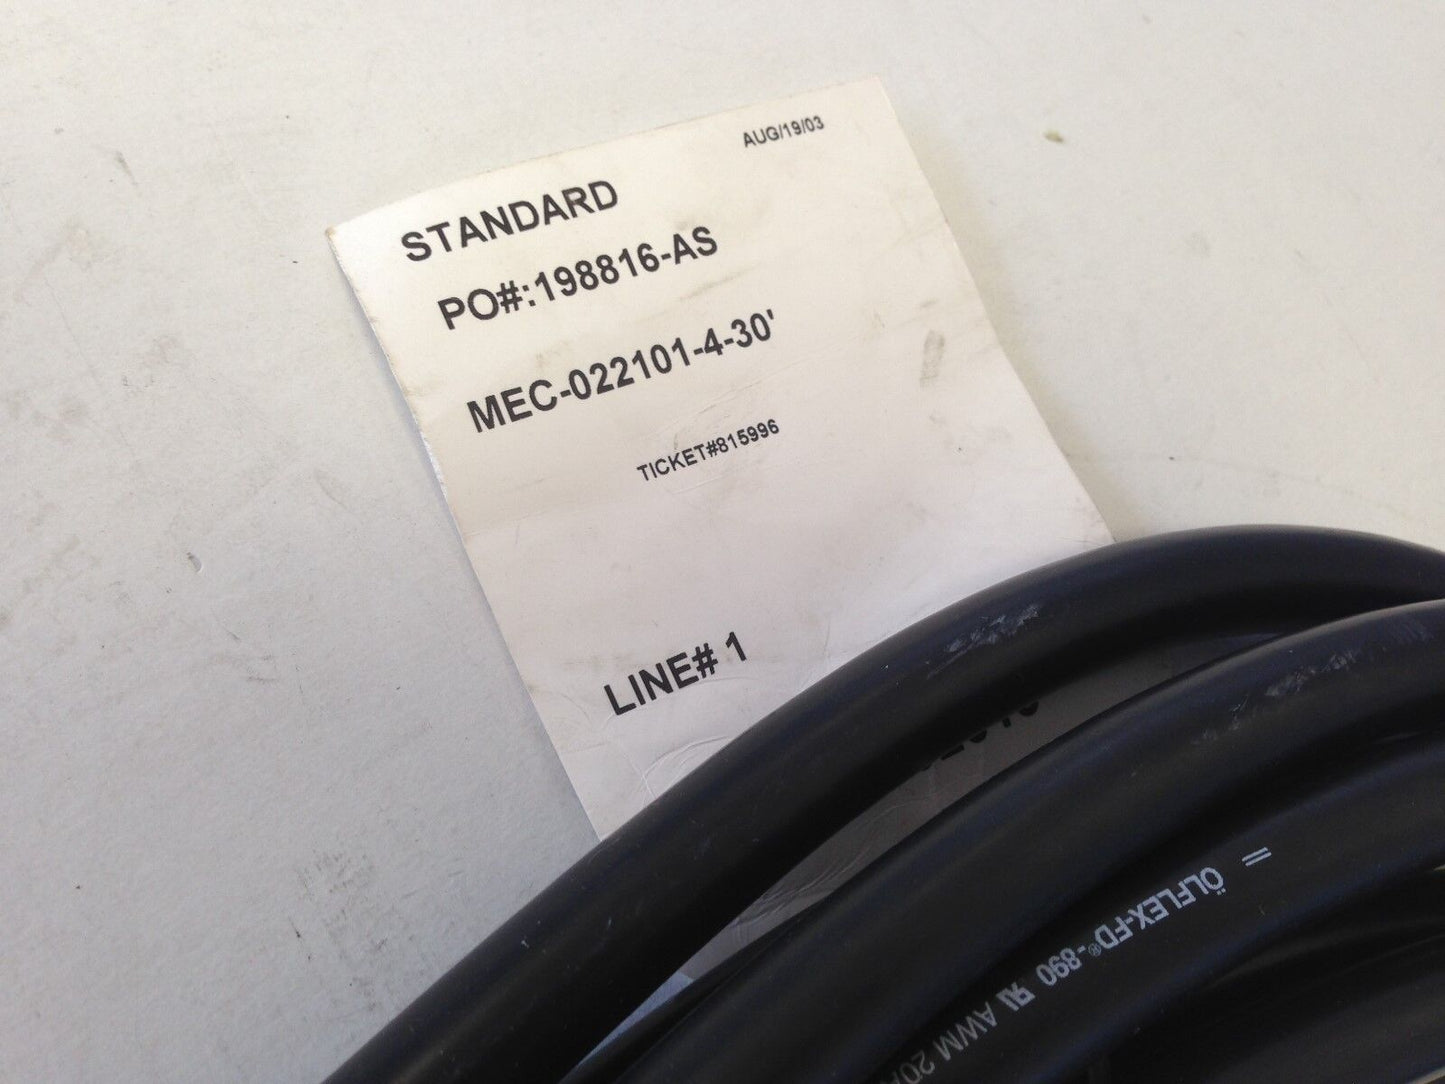 AUG/19/03
STANDARD
PO#:198816-AS
MEC-022101-4-30'
TICKET#815996
LINE# 1
= ÖLFLEX-FD®-890 AWM